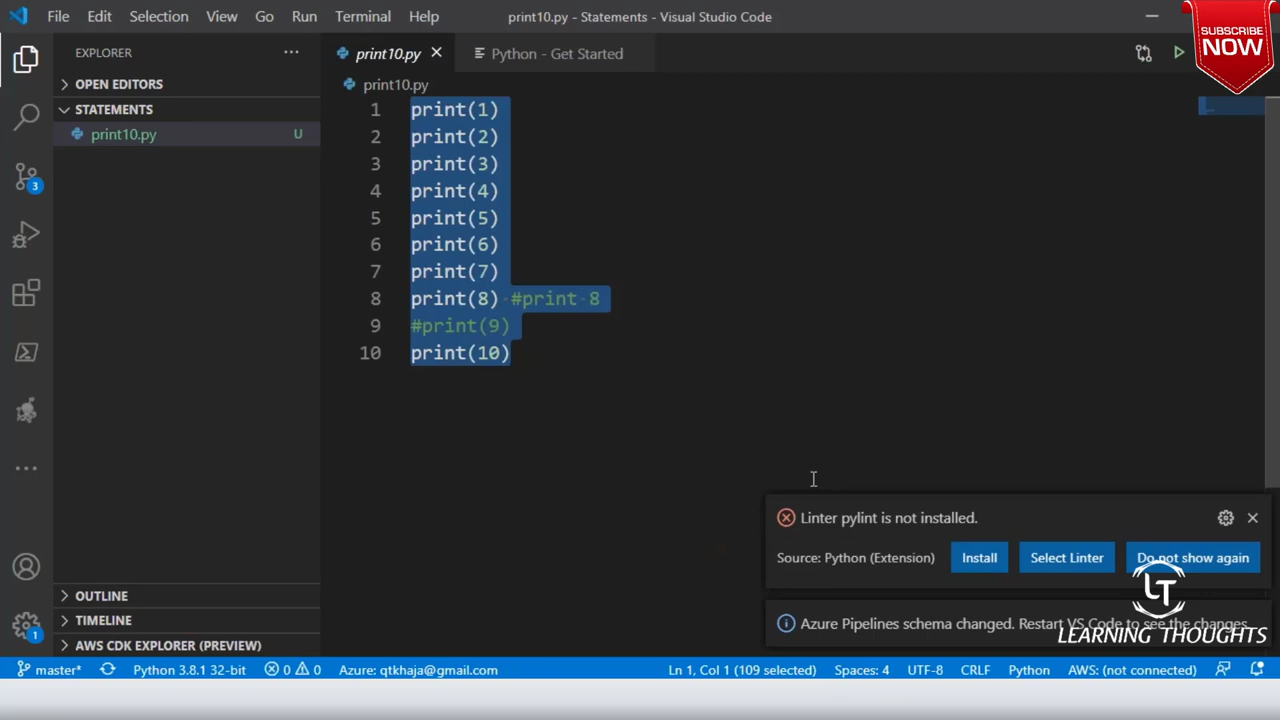 File Edit Selection View Go Run Terminal Help print10.py - Statements - Visual Studio Code
SUBSCRIBE
NOW
EXPLORER
print10.py
Python - Get Started
OPEN EDITORS
print10.py
STATEMENTS
print10.py U
1 print(1)
2 print(2)
3 print(3)
4 print(4)
5 print(5)
6 print(6)
7 print(7)
8 print(8) #print 8
9 #print(9)
10 print(10)
3
Linter pylint is not installed.
Source: Python (Extension) Install Select Linter Do not show again
Azure Pipelines schema changed. Restart VS Code to see the changes.
LT
LEARNING THOUGHTS
OUTLINE
TIMELINE
1
AWS CDK EXPLORER (PREVIEW)
master* Python 3.8.1 32-bit 0 0 Azure: qtkhaja@gmail.com Ln 1, Col 1 (109 selected) Spaces: 4 UTF-8 CRLF Python AWS: (not connected)